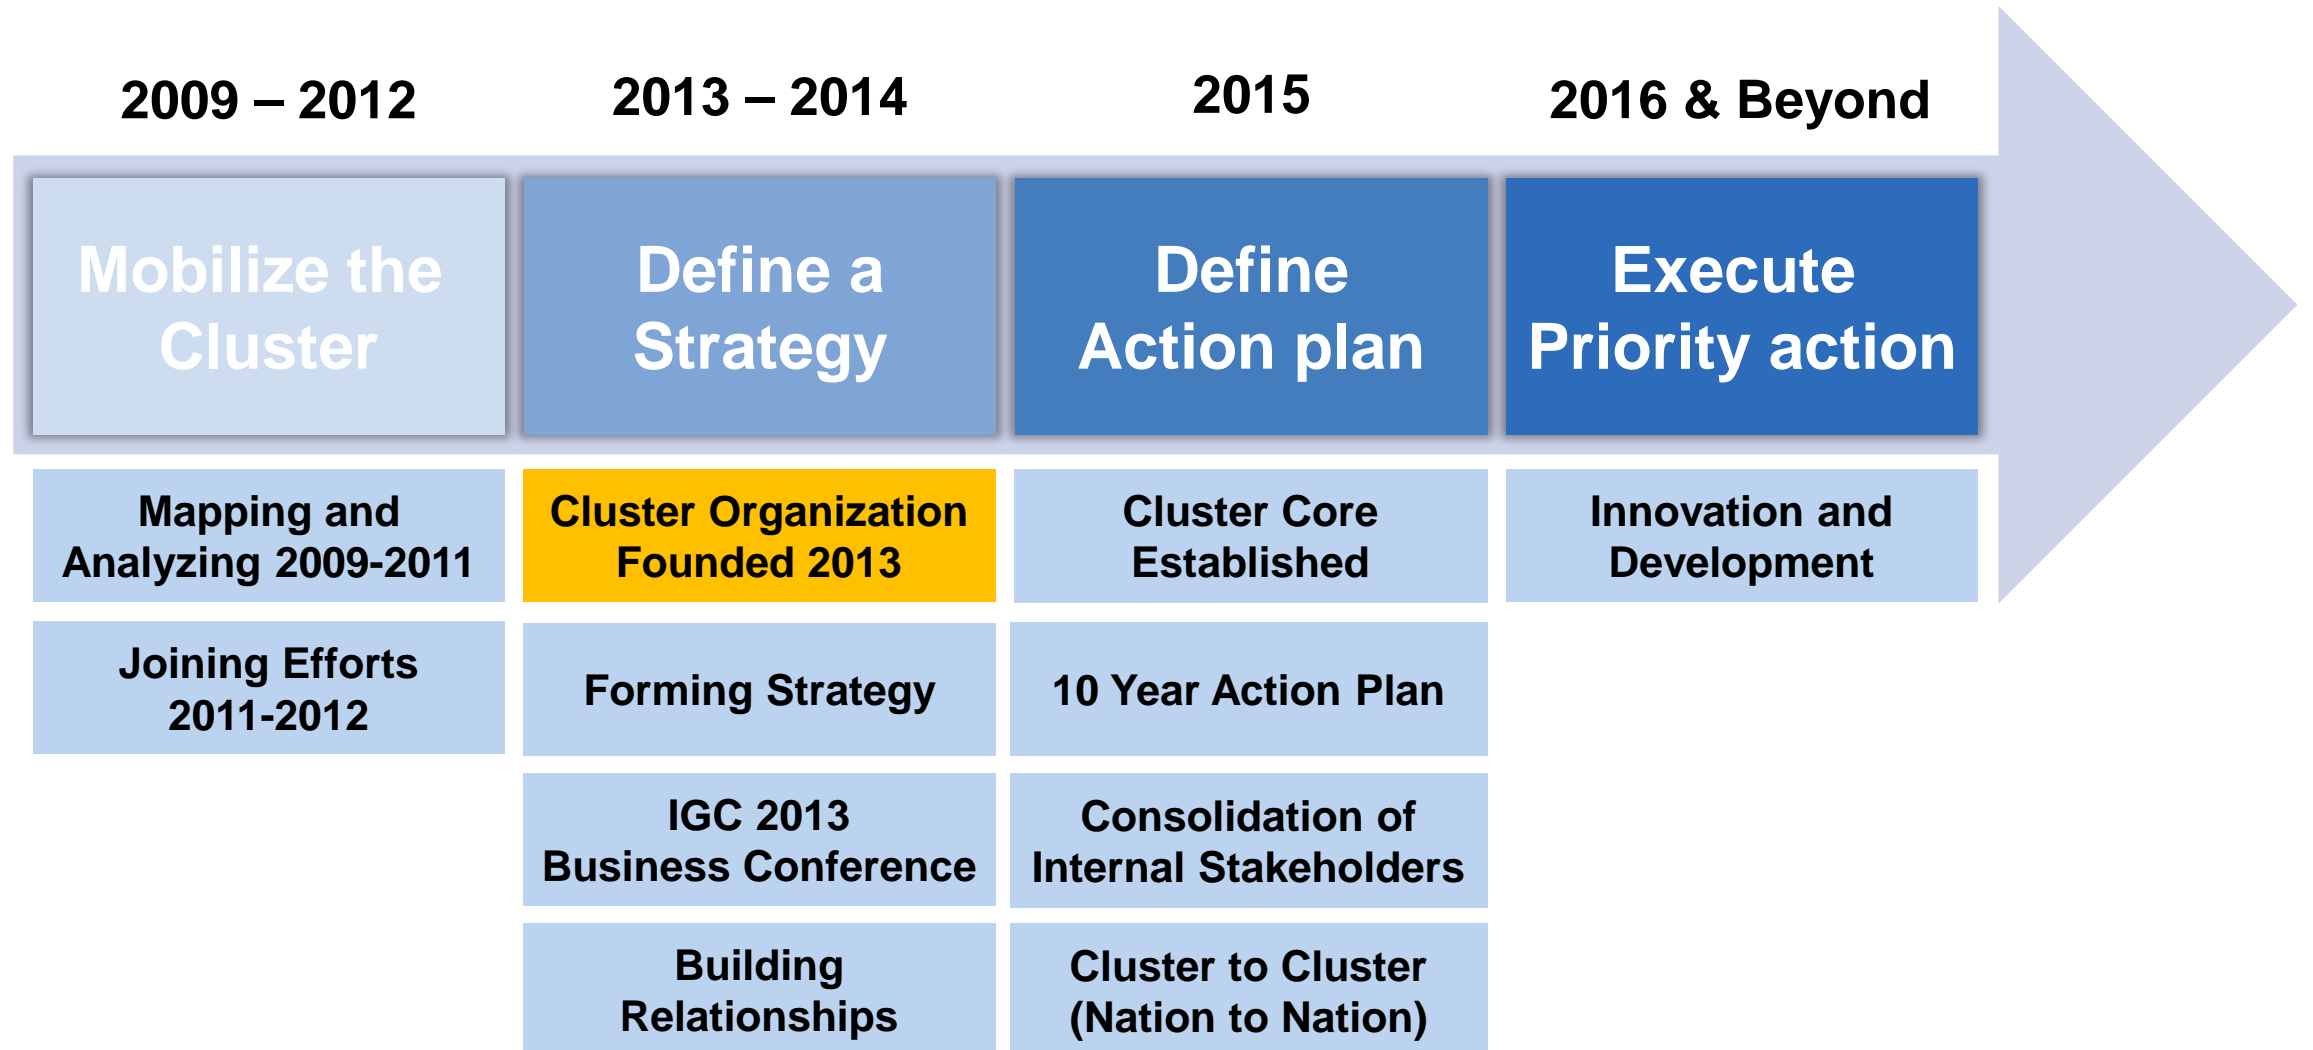 2009 – 2012
2013 – 2014
2015
2016 & Beyond
Mobilize the
Cluster
Define a
Strategy
Define
Action plan
Execute
Priority action
Mapping and
Analyzing 2009-2011
Joining Efforts
2011-2012
Cluster Organization
Founded 2013
Forming Strategy
IGC 2013
Business Conference
Building
Relationships
Cluster Core
Established
10 Year Action Plan
Consolidation of
Internal Stakeholders
Cluster to Cluster
(Nation to Nation)
Innovation and
Development